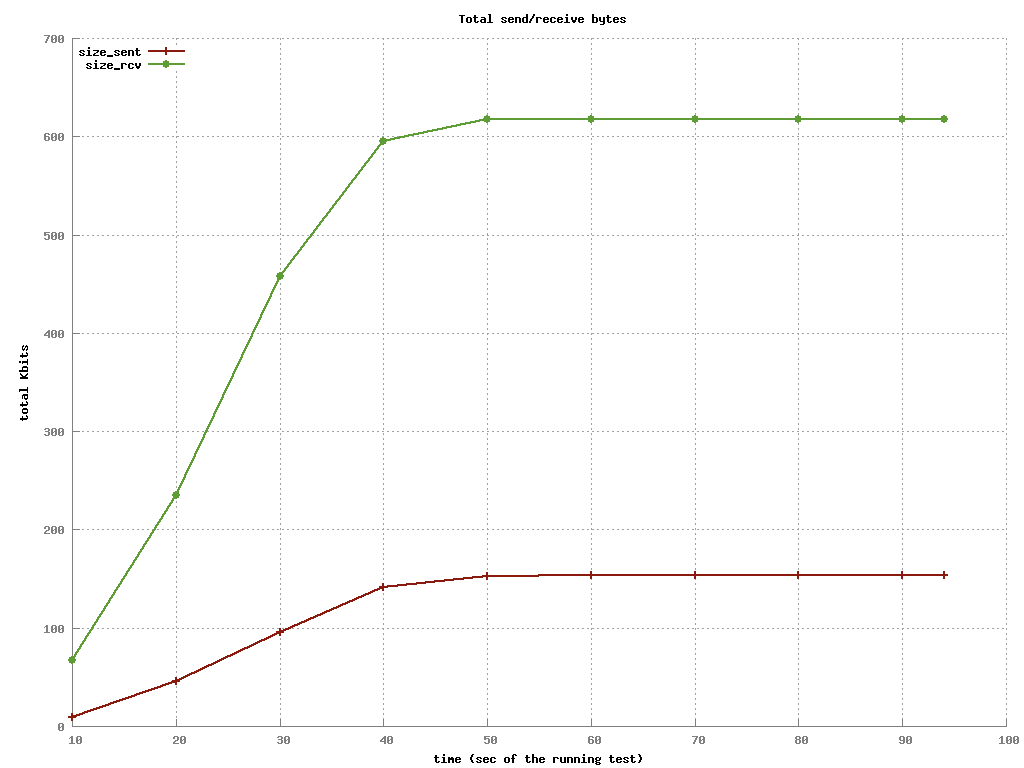 Total send/receive bytes
700
size_sent
size_rcv
600
500
400
total Kbits
300
200
100
0
10 20 30 40 50 60 70 80 90 100
time (sec of the running test)